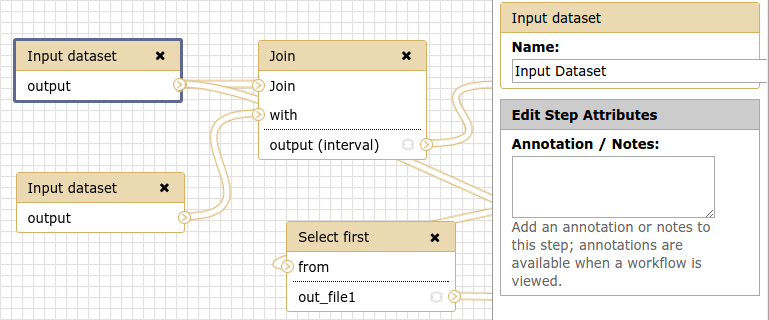 Input dataset ✖
output
Input dataset ✖
output
Join ✖
Join
with
output (interval)
Select first ✖
from
out_file1
Input dataset
Name:
Input Dataset
Edit Step Attributes
Annotation / Notes:
Add an annotation or notes to
this step; annotations are
available when a workflow is
viewed.